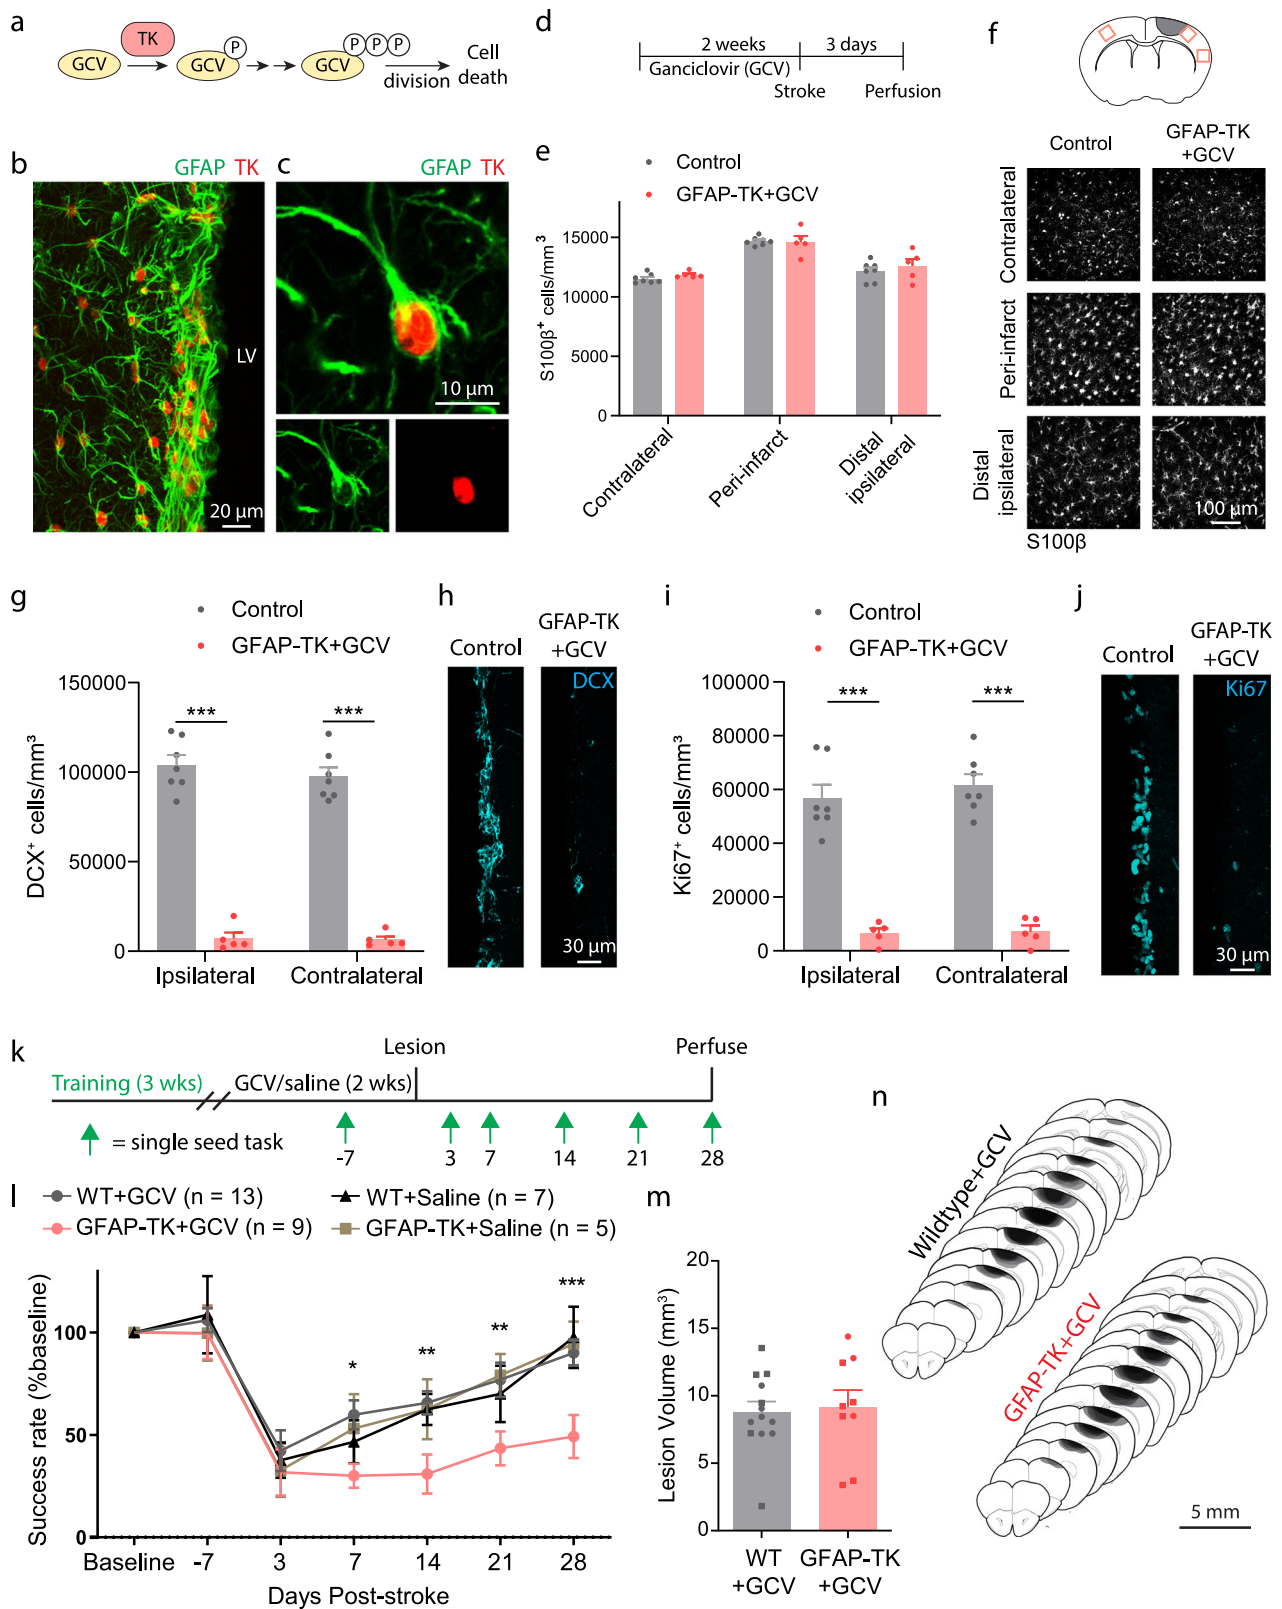 a
TK
GCV
GCV
P
GCV
P P P
division
Cell
death
b
GFAP TK
LV
20 µm
c
GFAP TK
10 µm
d
2 weeks
3 days
Ganciclovir (GCV)
Stroke
Perfusion
e
Control
GFAP-TK+GCV
S100β+ cells/mm³
15000
10000
5000
0
Contralateral
Peri-infarct
Distal
ipsilateral
f
Control
GFAP-TK
+GCV
Contralateral
Peri-infarct
Distal
ipsilateral
100 µm
S100β
g
Control
GFAP-TK+GCV
DCX+ cells/mm³
150000
100000
50000
0
***
***
Ipsilateral
Contralateral
h
Control
GFAP-TK
+GCV
DCX
30 µm
i
Control
GFAP-TK+GCV
Ki67+ cells/mm³
100000
80000
60000
40000
20000
0
***
***
Ipsilateral
Contralateral
j
Control
GFAP-TK
+GCV
Ki67
30 µm
k
Lesion
Perfuse
Training (3 wks)
GCV/saline (2 wks)
= single seed task
-7
3
7
14
21
28
l
WT+GCV (n = 13)
WT+Saline (n = 7)
GFAP-TK+GCV (n = 9)
GFAP-TK+Saline (n = 5)
Success rate (%baseline)
100
50
0
*
**
**
***
Baseline
-7
3
7
14
21
28
Days Post-stroke
m
Lesion Volume (mm³)
20
15
10
5
0
WT
+GCV
GFAP-TK
+GCV
n
Wildtype+GCV
GFAP-TK+GCV
5 mm